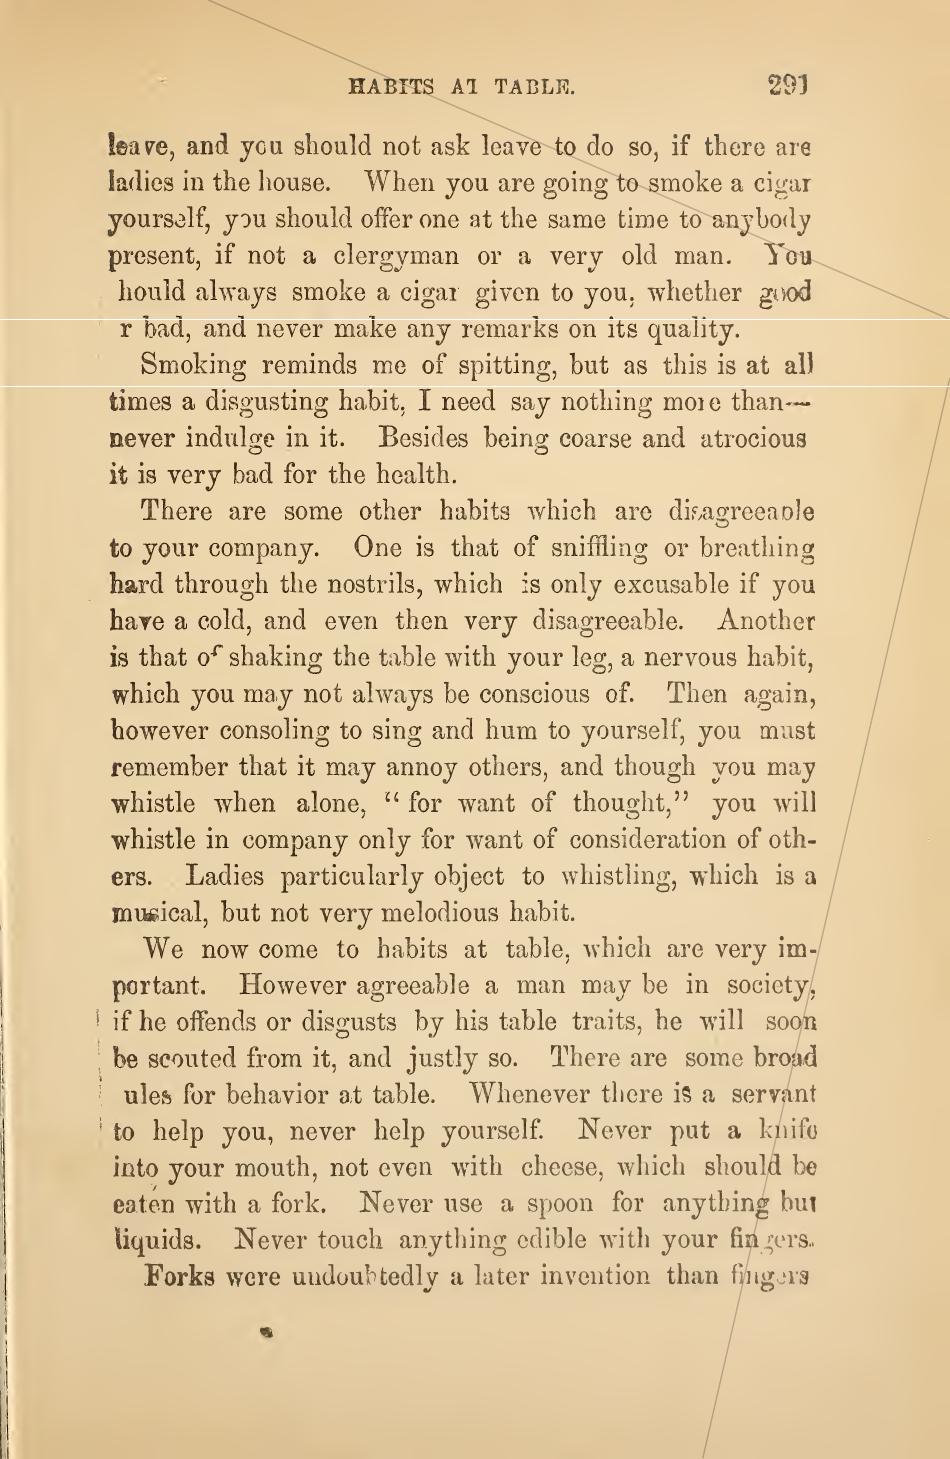 HABITS AT TABLE. 291
leave, and you should not ask leave to do so, if there are
ladies in the house. When you are going to smoke a cigar
yourself, you should offer one at the same time to anybody
present, if not a clergyman or a very old man. You
hould always smoke a cigar given to you, whether good
r bad, and never make any remarks on its quality.
Smoking reminds me of spitting, but as this is at all
times a disgusting habit, I need say nothing more than—
never indulge in it. Besides being coarse and atrocious
it is very bad for the health.
There are some other habits which are disagreeable
to your company. One is that of sniffling or breathing
hard through the nostrils, which is only excusable if you
have a cold, and even then very disagreeable. Another
is that of shaking the table with your leg, a nervous habit,
which you may not always be conscious of. Then again,
however consoling to sing and hum to yourself, you must
remember that it may annoy others, and though you may
whistle when alone, “ for want of thought,” you will
whistle in company only for want of consideration of oth-
ers. Ladies particularly object to whistling, which is a
musical, but not very melodious habit.
We now come to habits at table, which are very im-
portant. However agreeable a man may be in society,
if he offends or disgusts by his table traits, he will soon
be scouted from it, and justly so. There are some broad
ules for behavior at table. Whenever there is a servant
to help you, never help yourself. Never put a knife
into your mouth, not even with cheese, which should be
eaten with a fork. Never use a spoon for anything but
liquids. Never touch anything edible with your fingers.
Forks were undoubtedly a later invention than fingers